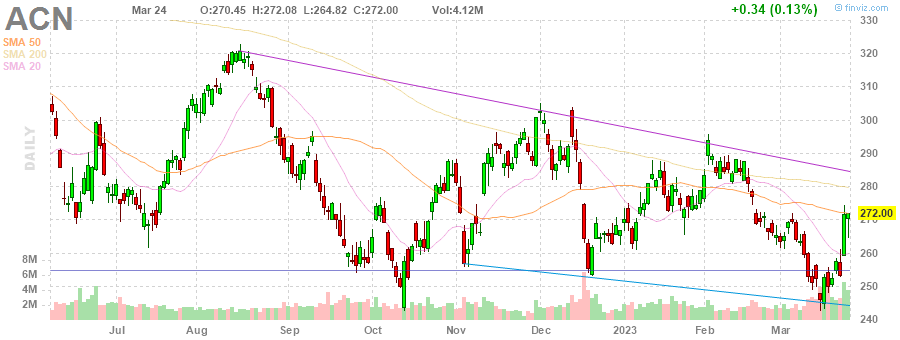 ACN Mar 24 O:270.45 H:272.08 L:264.82 C:272.00 Vol:4.12M +0.34 (0.13%)
© finviz.com
SMA 50
SMA 200
SMA 20
DAILY
330
320
310
300
290
280
272.00
270
260
250
240
8M
6M
4M
2M
Jul Aug Sep Oct Nov Dec 2023 Feb Mar